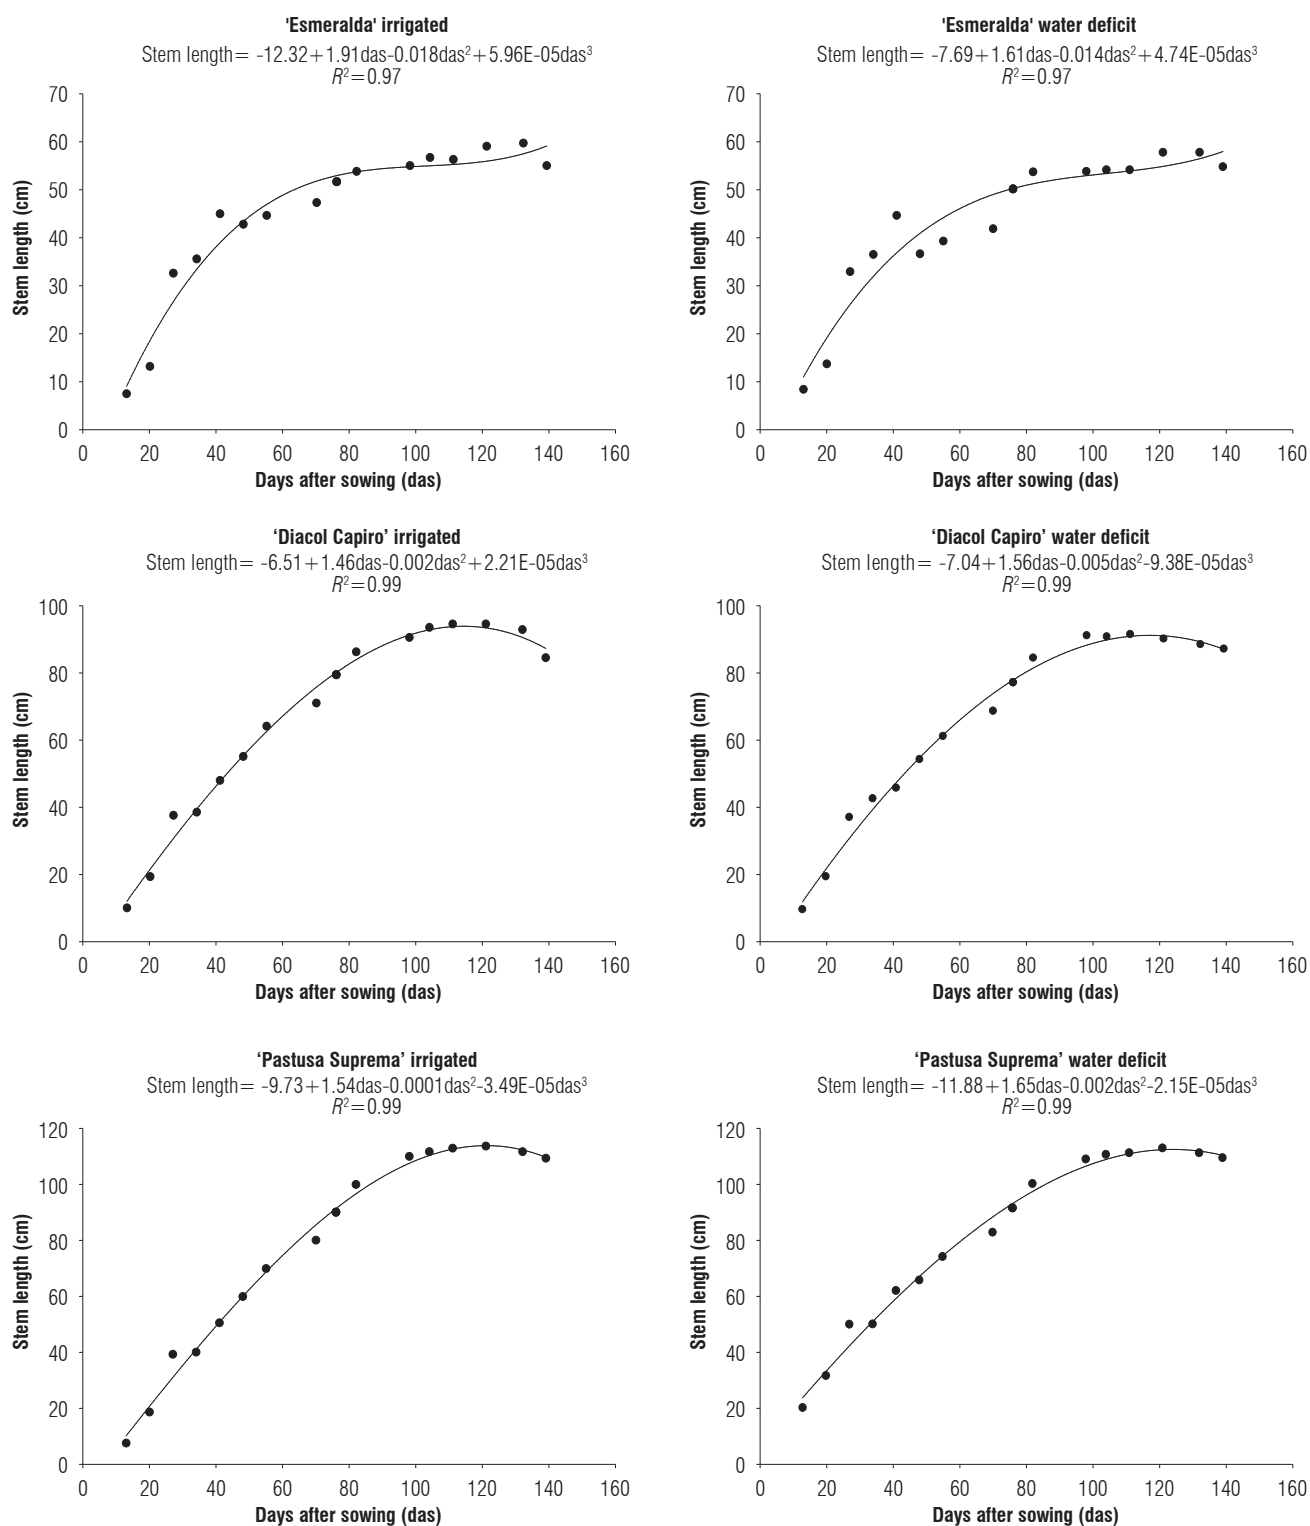 'Esmeralda' irrigated
Stem length= -12.32+1.91das-0.018das²+5.96E-05das³
R²=0.97
70
60
50
40
30
20
10
0
Stem length (cm)
0 20 40 60 80 100 120 140 160
Days after sowing (das)
'Esmeralda' water deficit
Stem length= -7.69+1.61das-0.014das²+4.74E-05das³
R²=0.97
70
60
50
40
30
20
10
0
Stem length (cm)
0 20 40 60 80 100 120 140 160
Days after sowing (das)
‘Diacol Capiro’ irrigated
Stem length= -6.51+1.46das-0.002das²+2.21E-05das³
R²=0.99
100
80
60
40
20
0
Stem length (cm)
0 20 40 60 80 100 120 140 160
Days after sowing (das)
‘Diacol Capiro’ water deficit
Stem length= -7.04+1.56das-0.005das²-9.38E-05das³
R²=0.99
100
80
60
40
20
0
Stem length (cm)
0 20 40 60 80 100 120 140 160
Days after sowing (das)
‘Pastusa Suprema’ irrigated
Stem length= -9.73+1.54das-0.0001das²-3.49E-05das³
R²=0.99
120
100
80
60
40
20
0
Stem length (cm)
0 20 40 60 80 100 120 140 160
Days after sowing (das)
‘Pastusa Suprema’ water deficit
Stem length= -11.88+1.65das-0.002das²-2.15E-05das³
R²=0.99
120
100
80
60
40
20
0
Stem length (cm)
0 20 40 60 80 100 120 140 160
Days after sowing (das)